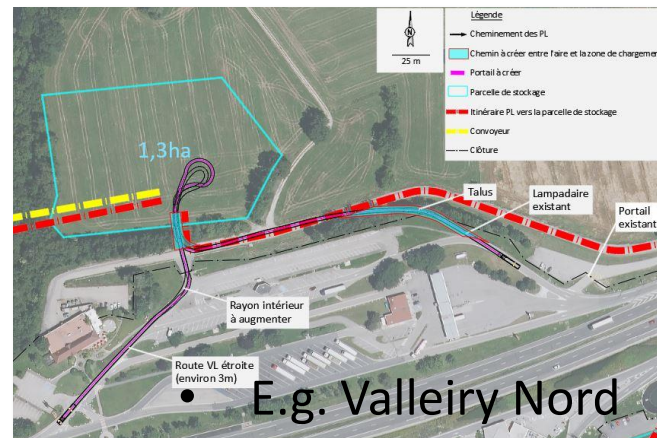 Légende
Cheminement des PL
Chemin à créer entre l'aire et la zone de chargement
Portail à créer
Parcelle de stockage
Itinéraire PL vers la parcelle de stockage
Convoyeur
Clôture
N
25 m
1,3ha
Talus
Lampadaire
existant
Portail
existant
Rayon intérieur
à augmenter
Route VL étroite
(environ 3m)
• E.g. Valleiry Nord